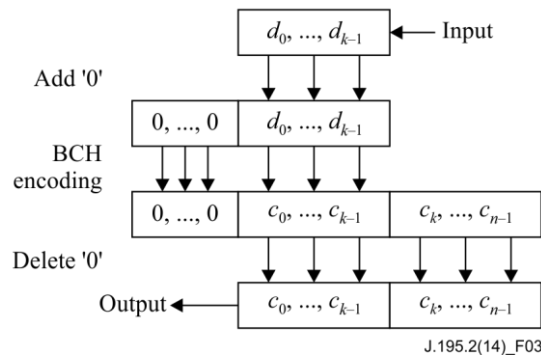 d0, ..., dk–1
Input
Add '0'
0, ..., 0
d0, ..., dk–1
BCH
encoding
0, ..., 0
c0, ..., ck–1
ck, ..., cn–1
Delete '0'
Output
c0, ..., ck–1
ck, ..., cn–1
J.195.2(14)_F03